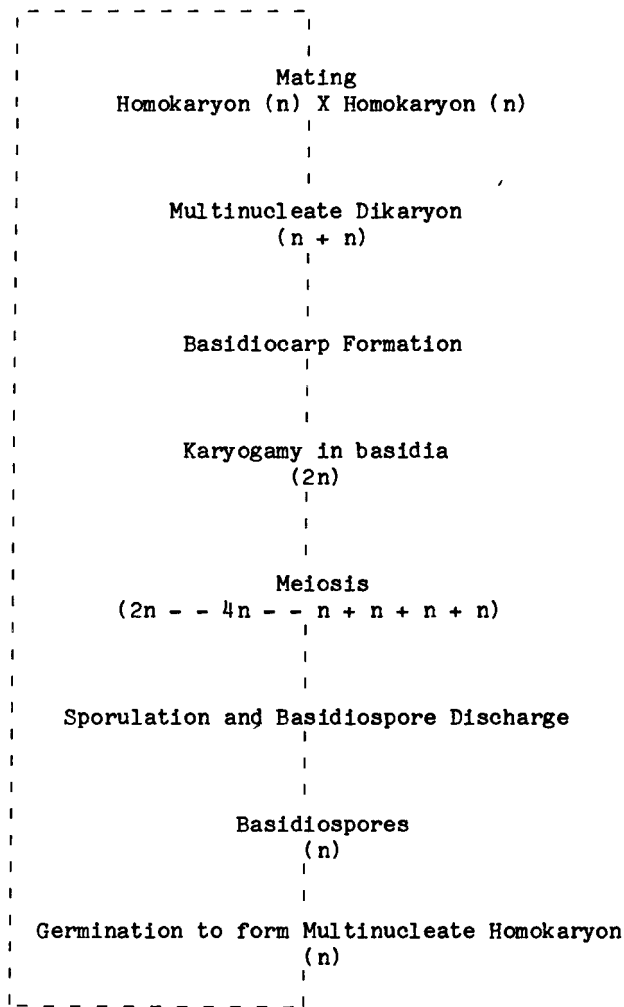 Mating
Homokaryon (n) X Homokaryon (n)
Multinucleate Dikaryon
(n + n)
Basidiocarp Formation
Karyogamy in basidia
(2n)
Meiosis
(2n - - 4n - - n + n + n + n)
Sporulation and Basidiospore Discharge
Basidiospores
(n)
Germination to form Multinucleate Homokaryon
(n)